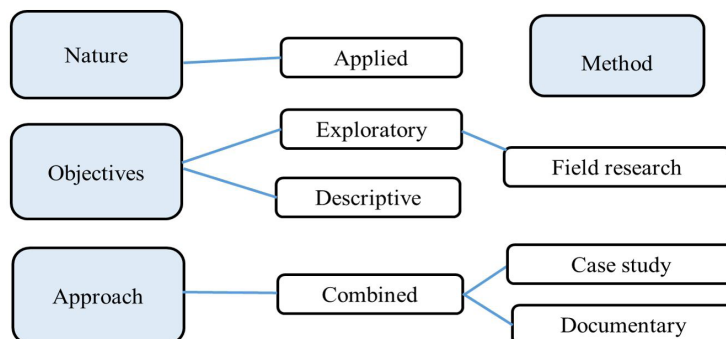 Nature
Applied
Method
Objectives
Exploratory
Field research
Descriptive
Approach
Combined
Case study
Documentary